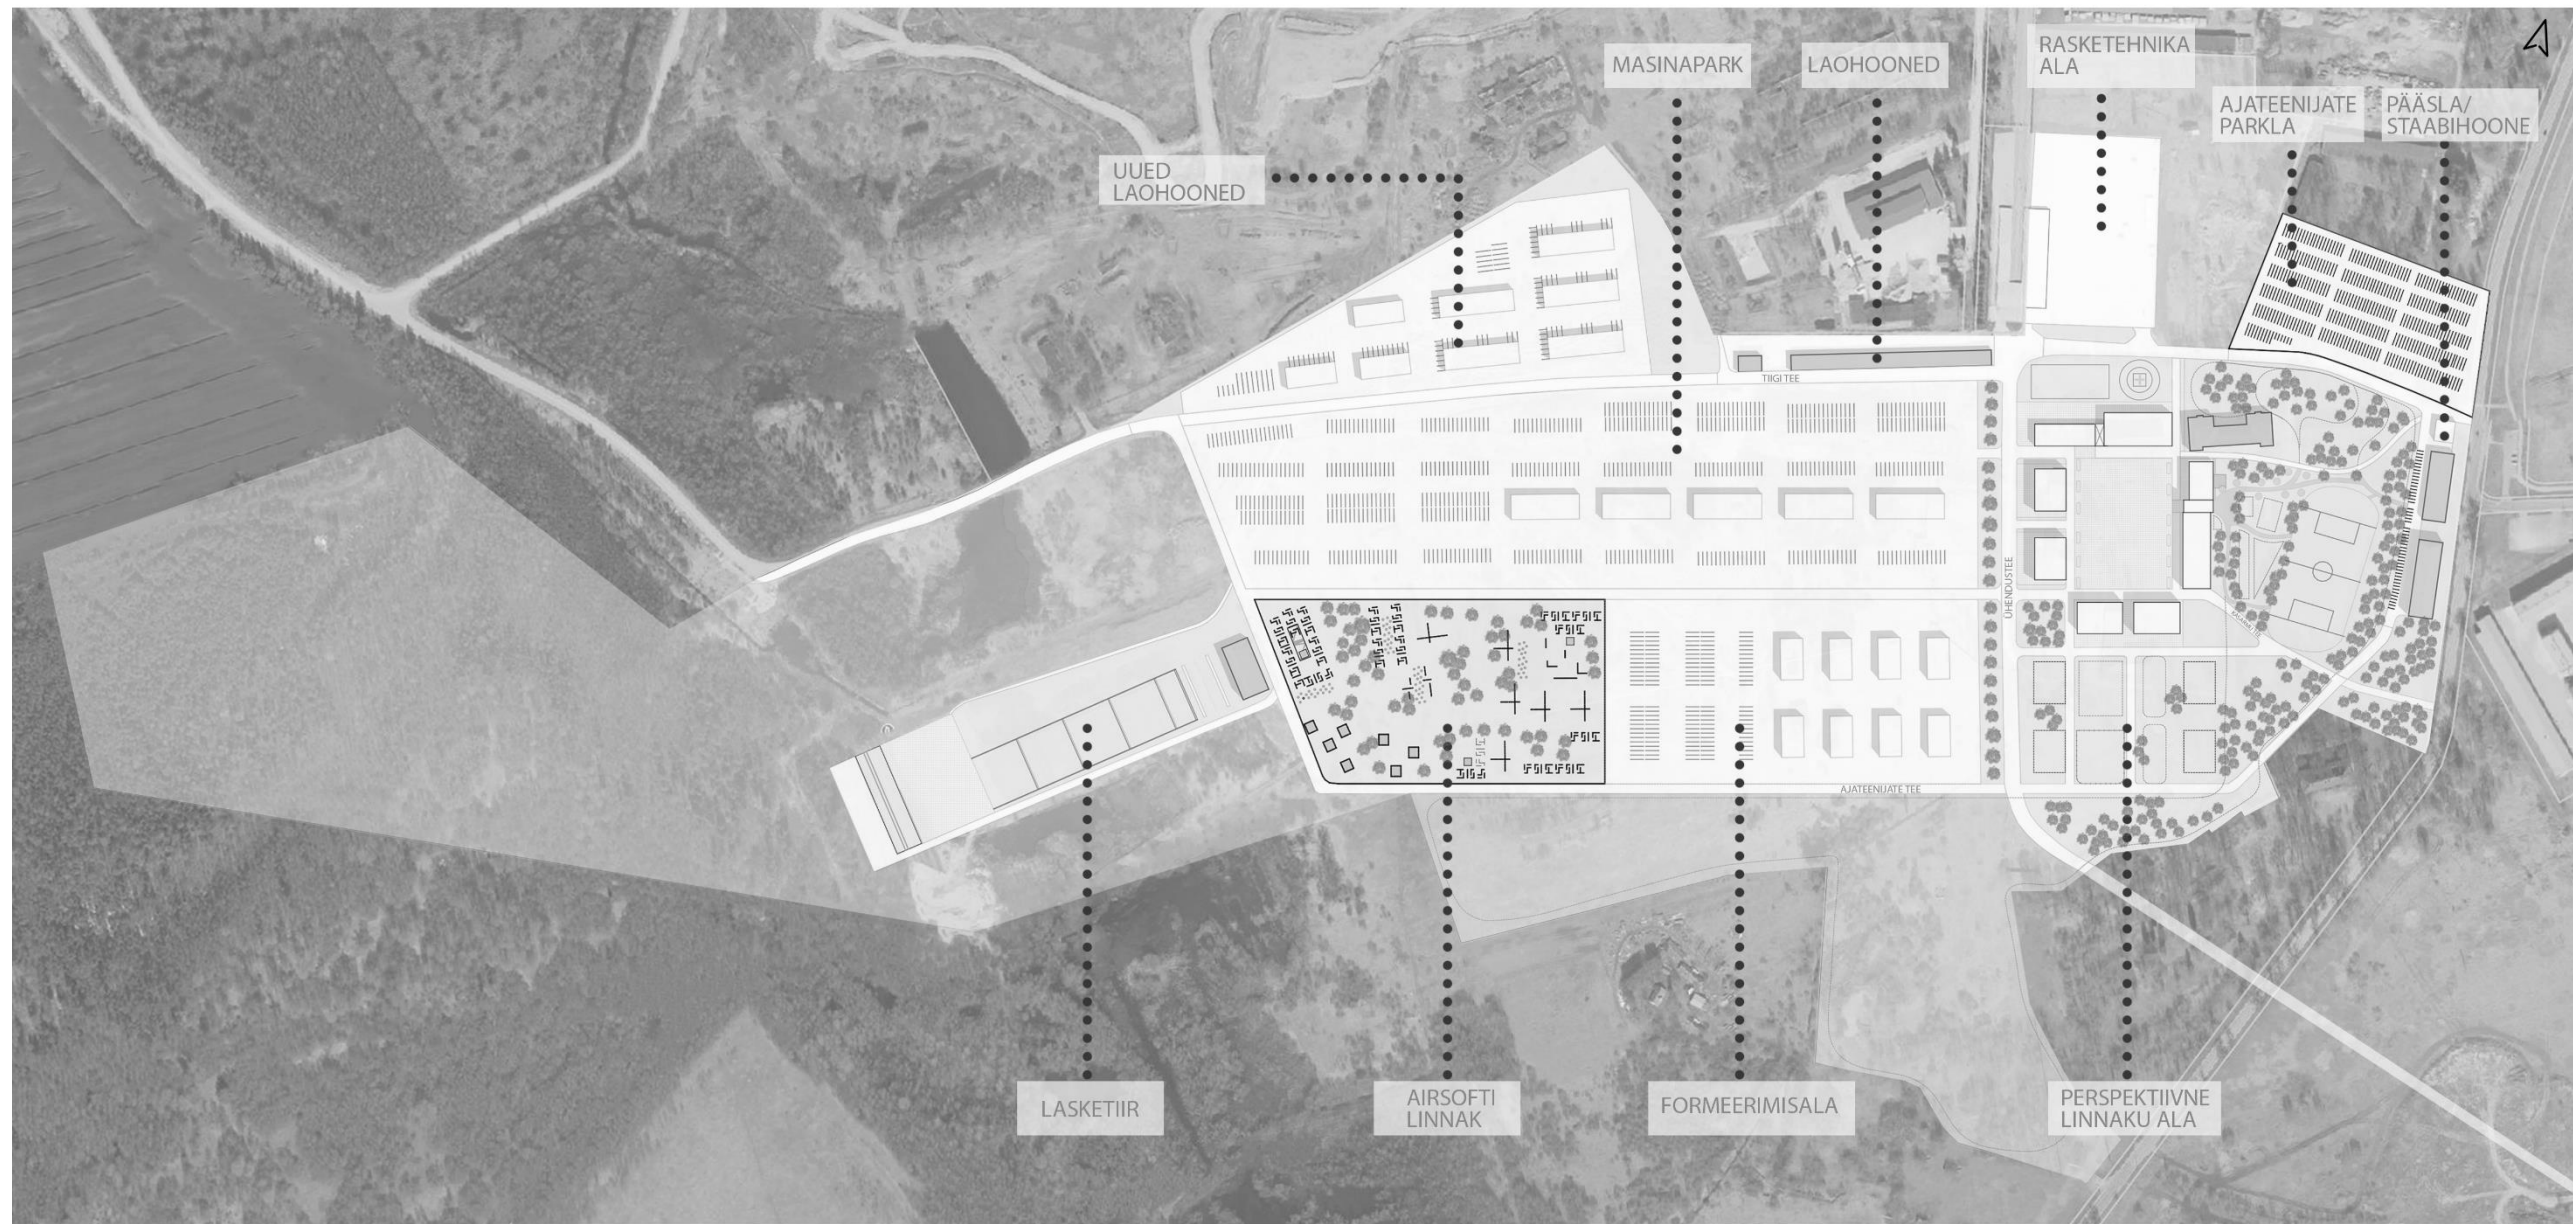 RASKETEHNIKA
ALA
MASINAPARK
LAOHOONED
AJATEENIJATE
PARKLA
PÄÄSLA/
STAABIHOONE
UUED
LAOHOONED
TIIGI TEE
ÜHENDUSTEE
AJATEENIJATE TEE
LASKETIIR
AIRSOFTI
LINNAK
FORMEERIMISALA
PERSPEKTIIVNE
LINNAKU ALA